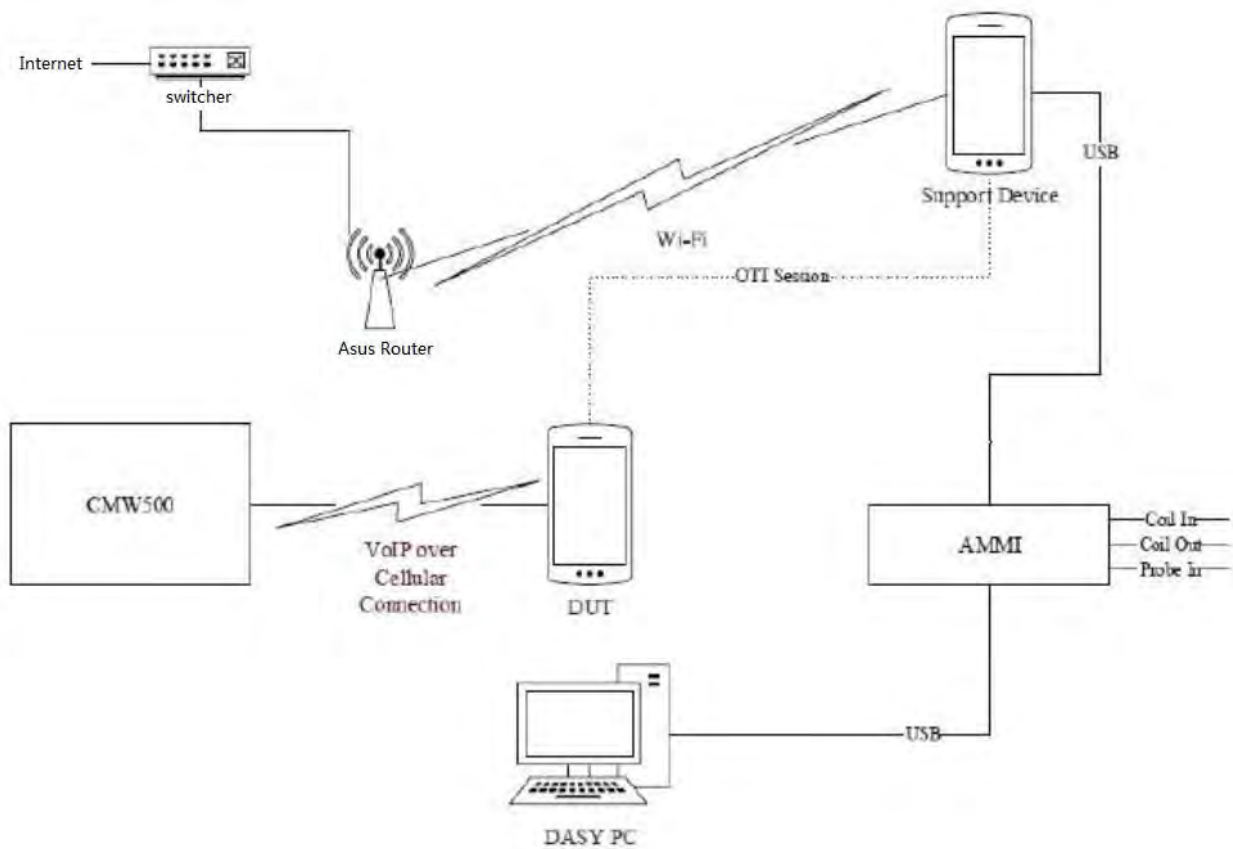 Internet
switcher
USB
Support Device
Wi-Fi
OTT Session
Asus Router
CMW500
VoIP over
Cellular
Connection
DUT
AMMI
Coil In
Coil Out
Probe In
USB
DASY PC